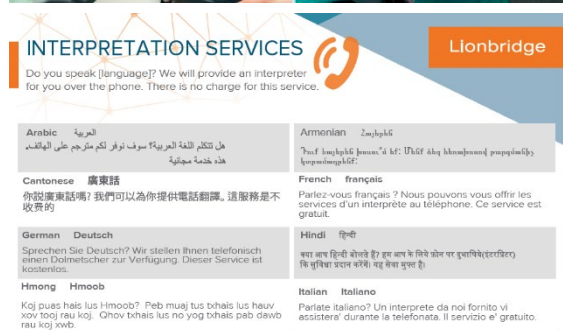 INTERPRETATION SERVICES
Lionbridge
Do you speak [language]? We will provide an interpreter
for you over the phone. There is no charge for this service.
Arabic العربية
هل تتكلم اللغة العربية؟ سوف نوفر لكم مترجم على الهاتف.
هذه خدمة مجانية
Armenian Հայերեն
Cantonese 廣東話
你說廣東話嗎? 我們可以為你提供電話翻譯。這服務是不
收費的
French français
Parlez-vous français ? Nous pouvons vous offrir les
services d'un interprète au téléphone. Ce service est
gratuit.
German Deutsch
Sprechen Sie Deutsch? Wir stellen Ihnen telefonisch
einen Dolmetscher zur Verfügung. Dieser Service ist
kostenlos.
Hindi हिन्दी
क्या आप हिन्दी बोलते हैं? हम आप के लिये फ़ोन पर दुभाषिये(इंटरप्रिटर)
कि सुविधा प्रदान करेंगें। यह सेवा मुफ्त है।
Hmong Hmoob
Koj puas hais lus Hmoob? Peb muaj tus txhais lus hauv
xov tooj rau koj. Qhov txhais lus no yog txhais pab dawb
rau koj xwb.
Italian Italiano
Parlate italiano? Un interprete da noi fornito vi
assistera' durante la telefonata. Il servizio e' gratuito.